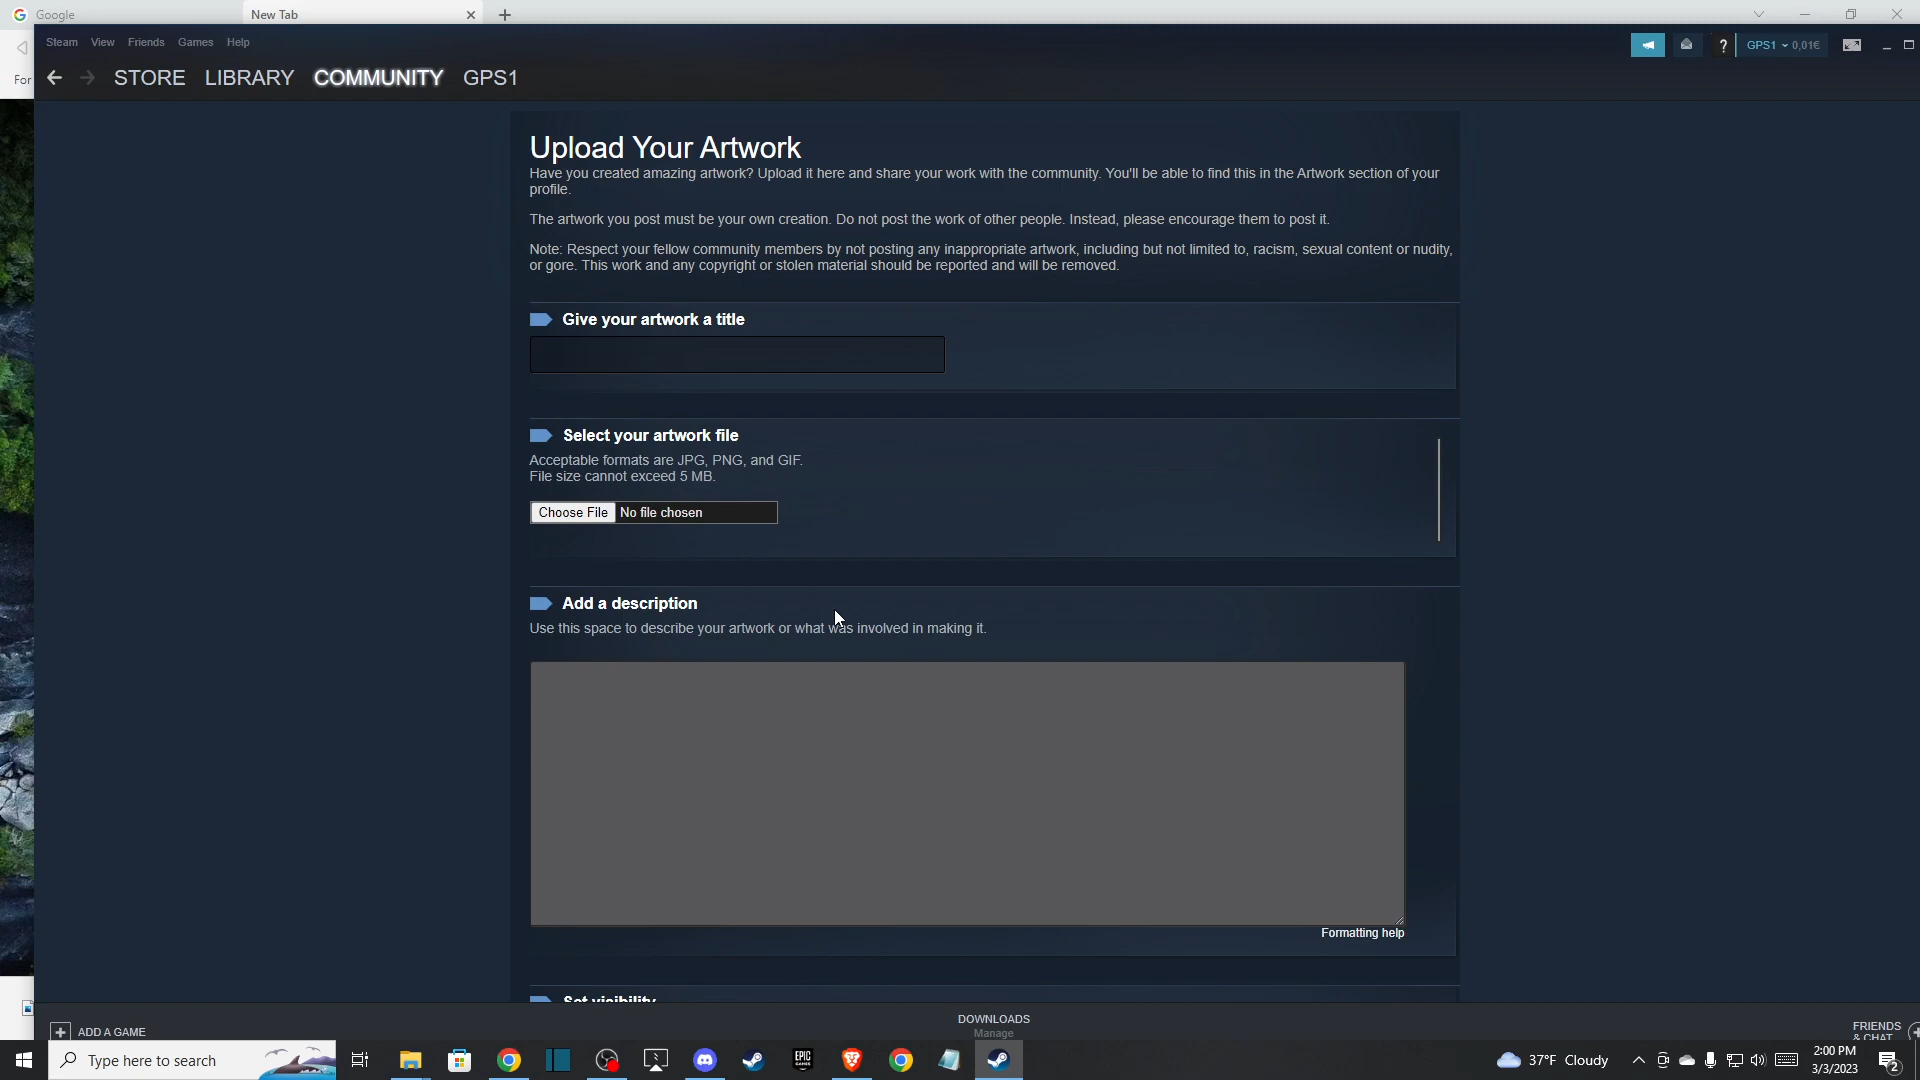 Google
New Tab
Steam View Friends Games Help
? GPS1 0,01€
For
STORE LIBRARY COMMUNITY GPS1
Upload Your Artwork
Have you created amazing artwork? Upload it here and share your work with the community. You'll be able to find this in the Artwork section of your
profile.
The artwork you post must be your own creation. Do not post the work of other people. Instead, please encourage them to post it.
Note: Respect your fellow community members by not posting any inappropriate artwork, including but not limited to, racism, sexual content or nudity,
or gore. This work and any copyright or stolen material should be reported and will be removed.
Give your artwork a title
Select your artwork file
Acceptable formats are JPG, PNG, and GIF.
File size cannot exceed 5 MB.
Choose File No file chosen
Add a description
Use this space to describe your artwork or what was involved in making it.
Formatting help
Set visibility
DOWNLOADS
Manage
ADD A GAME
FRIENDS
& CHAT
Type here to search
EPIC
GAMES
37°F Cloudy
2:00 PM
3/3/2023
2